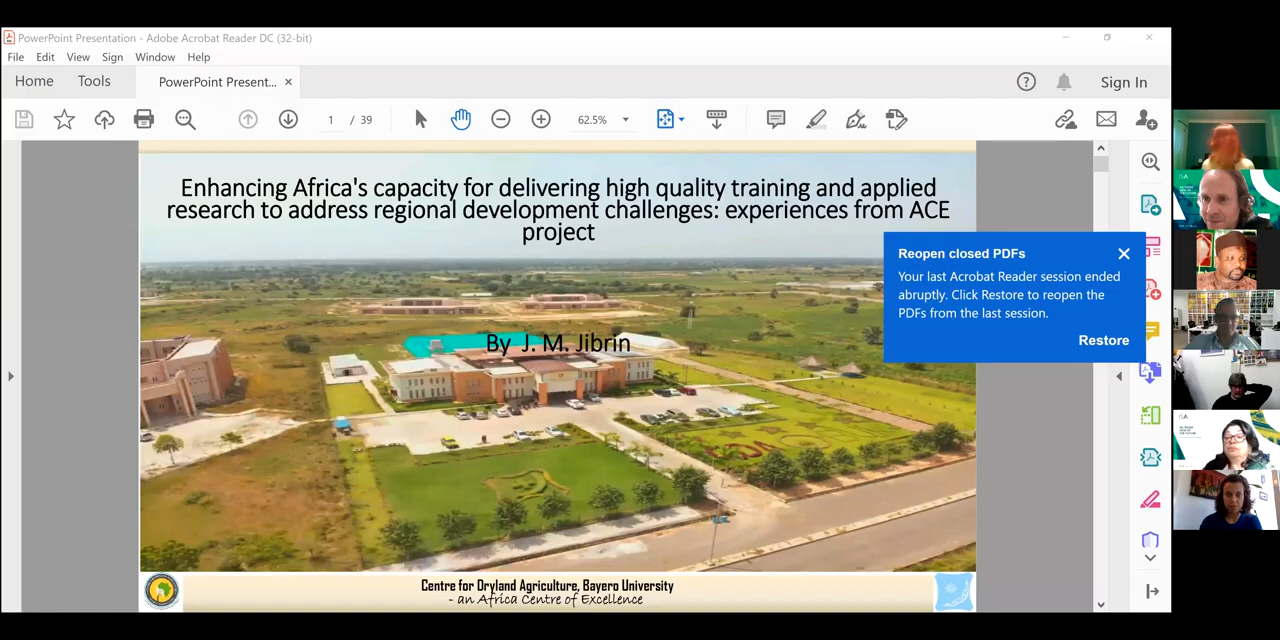 PowerPoint Presentation - Adobe Acrobat Reader DC (32-bit)
File Edit View Sign Window Help
Home Tools PowerPoint Present... Sign In
1 / 39 62.5%
Enhancing Africa's capacity for delivering high quality training and applied
research to address regional development challenges: experiences from ACE
project
By J. M. Jibrin
Reopen closed PDFs
Your last Acrobat Reader session ended
abruptly. Click Restore to reopen the
PDFs from the last session.
Restore
Centre for Dryland Agriculture, Bayero University
- an Africa Centre of Excellence
ISA
ISA